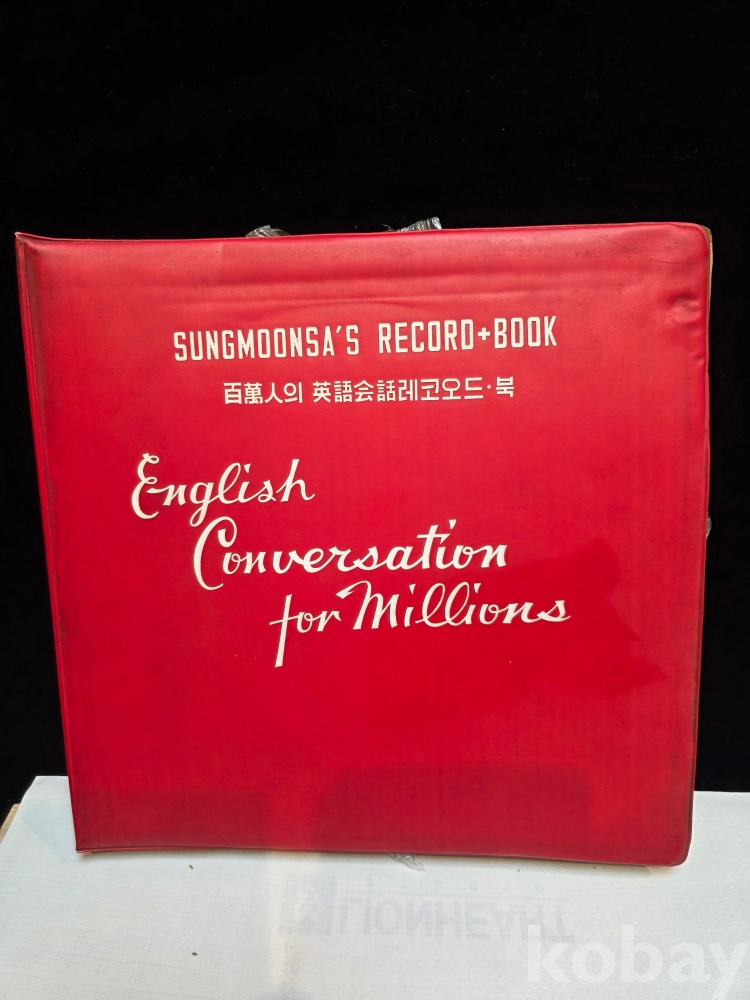 SUNGMOONSA'S RECORD+BOOK
百萬人의 英語会話레코오드·북
English
Conversation
for Millions
LIONHEART
kobay